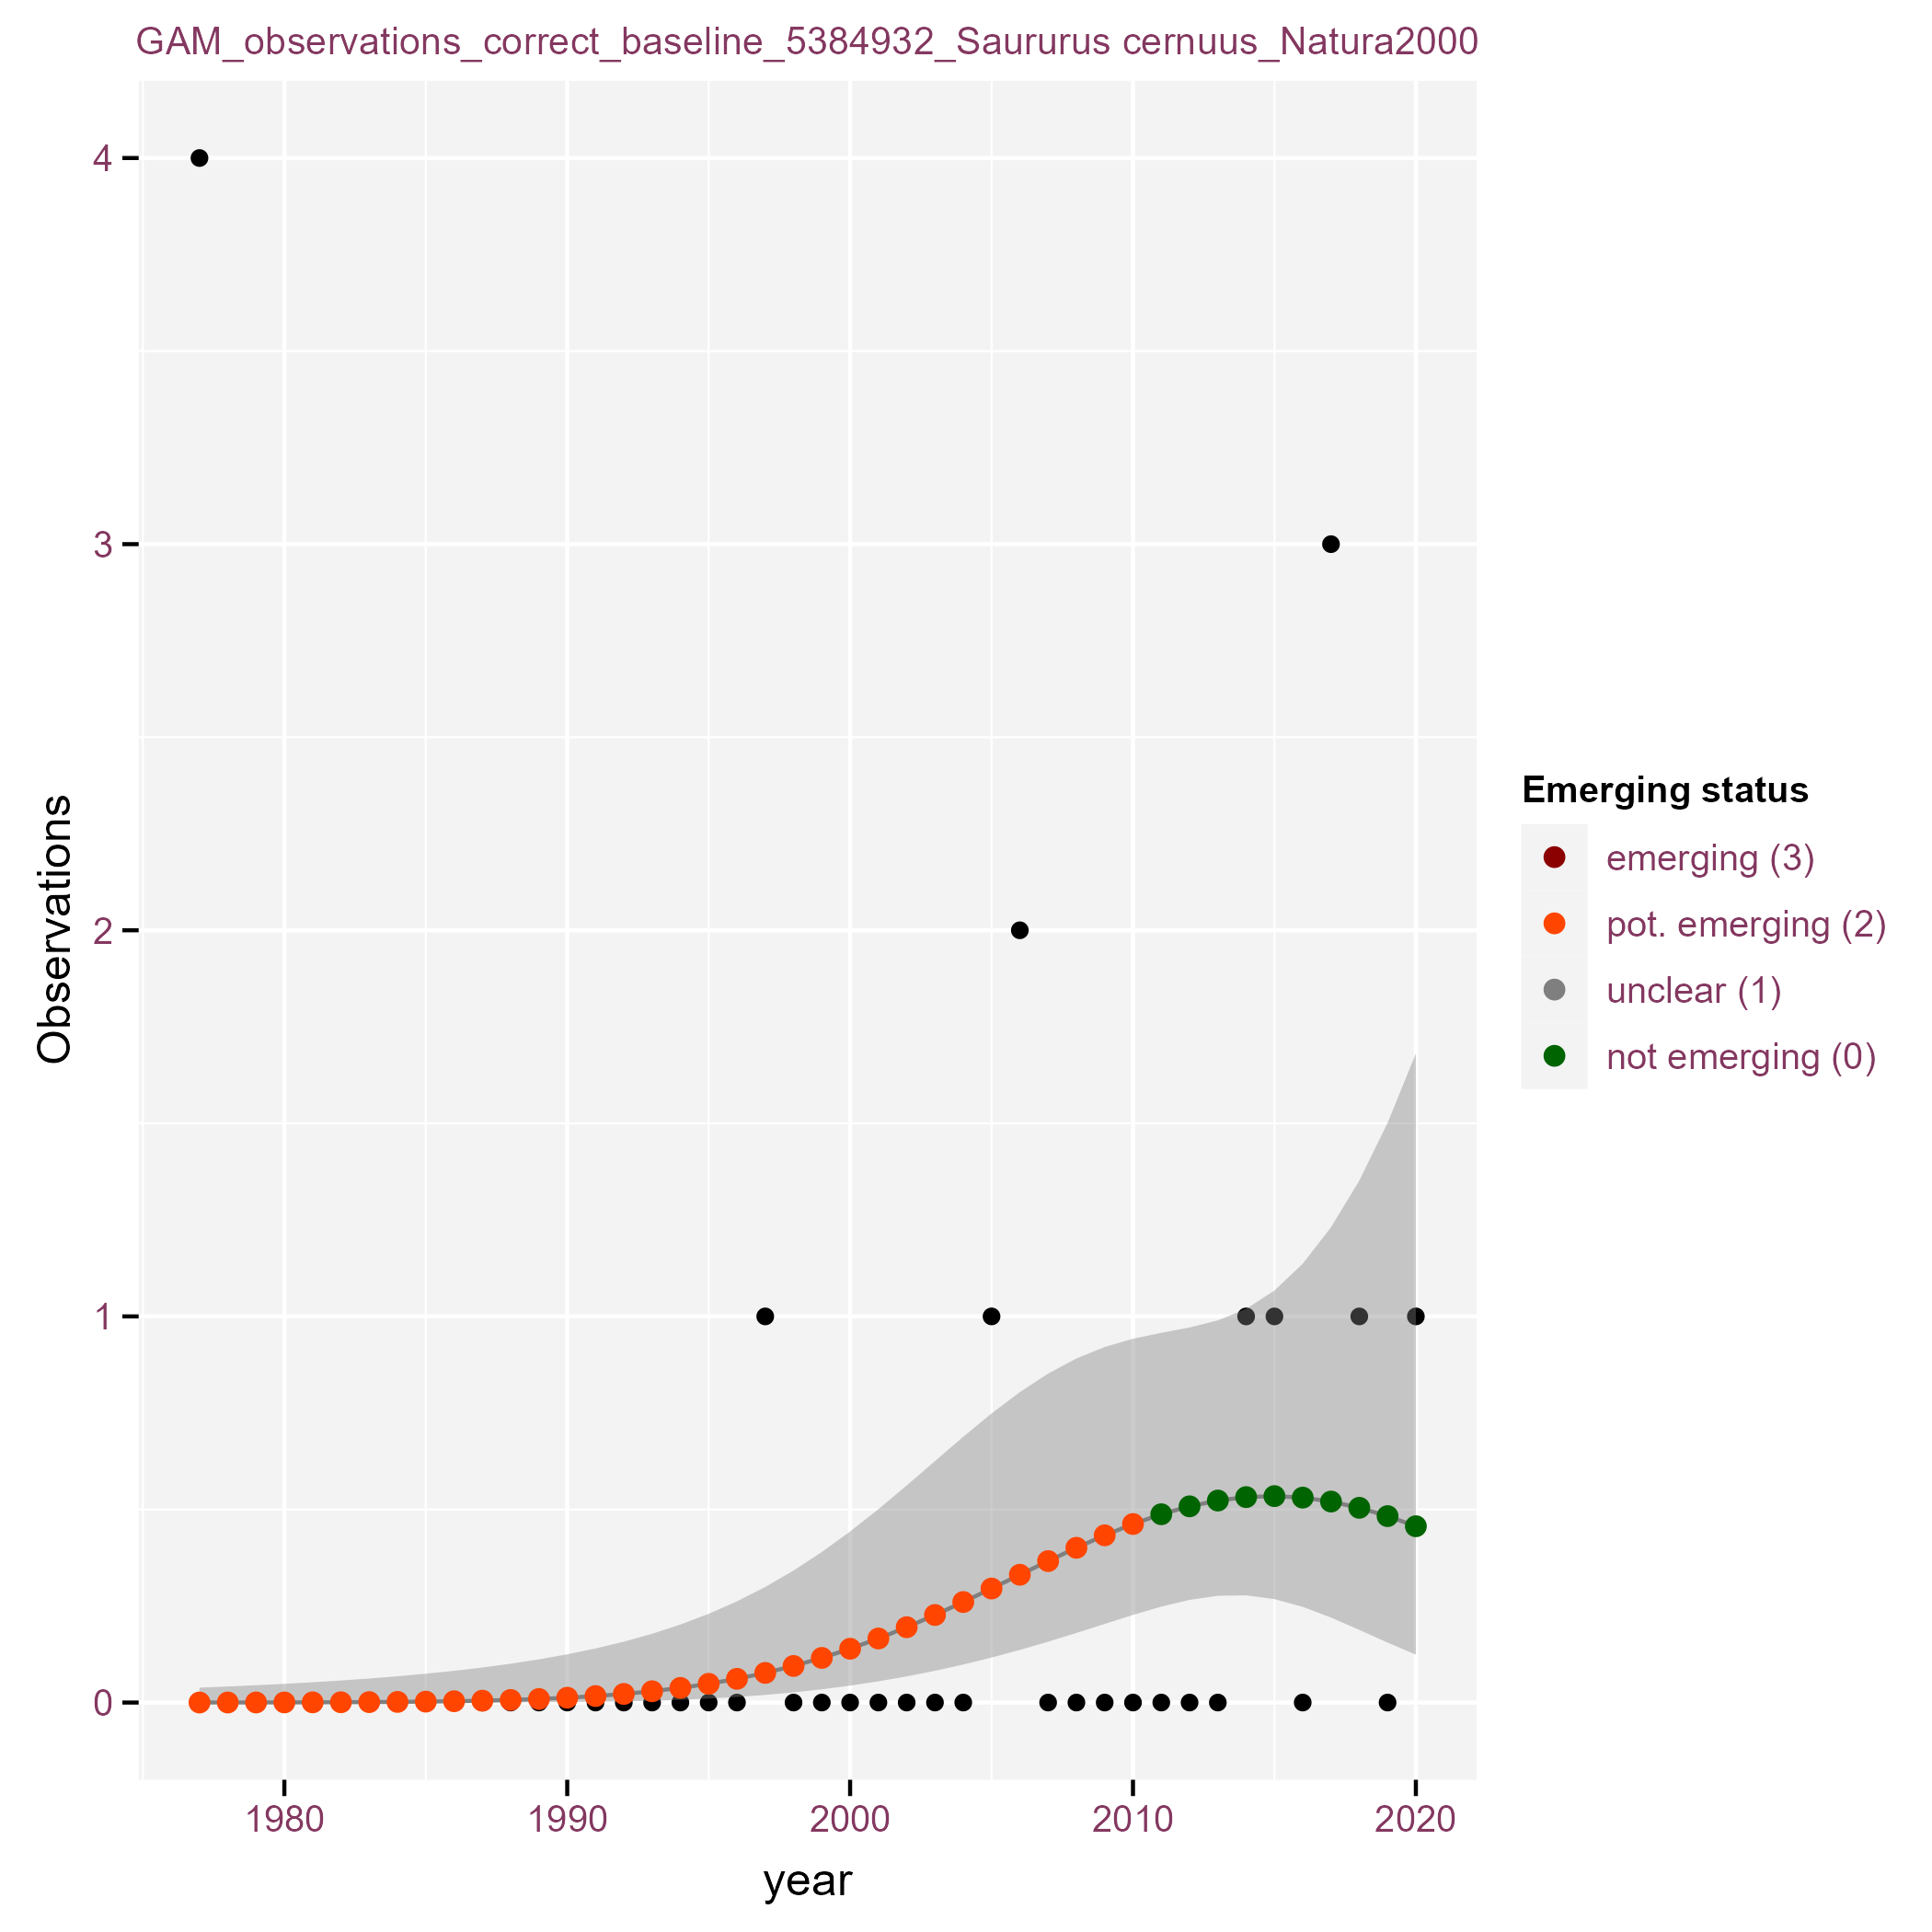 GAM_observations_correct_baseline_5384932_Saururus cernuus_Natura2000
4
3
2
1
0
Observations
1980
1990
2000
2010
2020
year
Emerging status
emerging (3)
pot. emerging (2)
unclear (1)
not emerging (0)